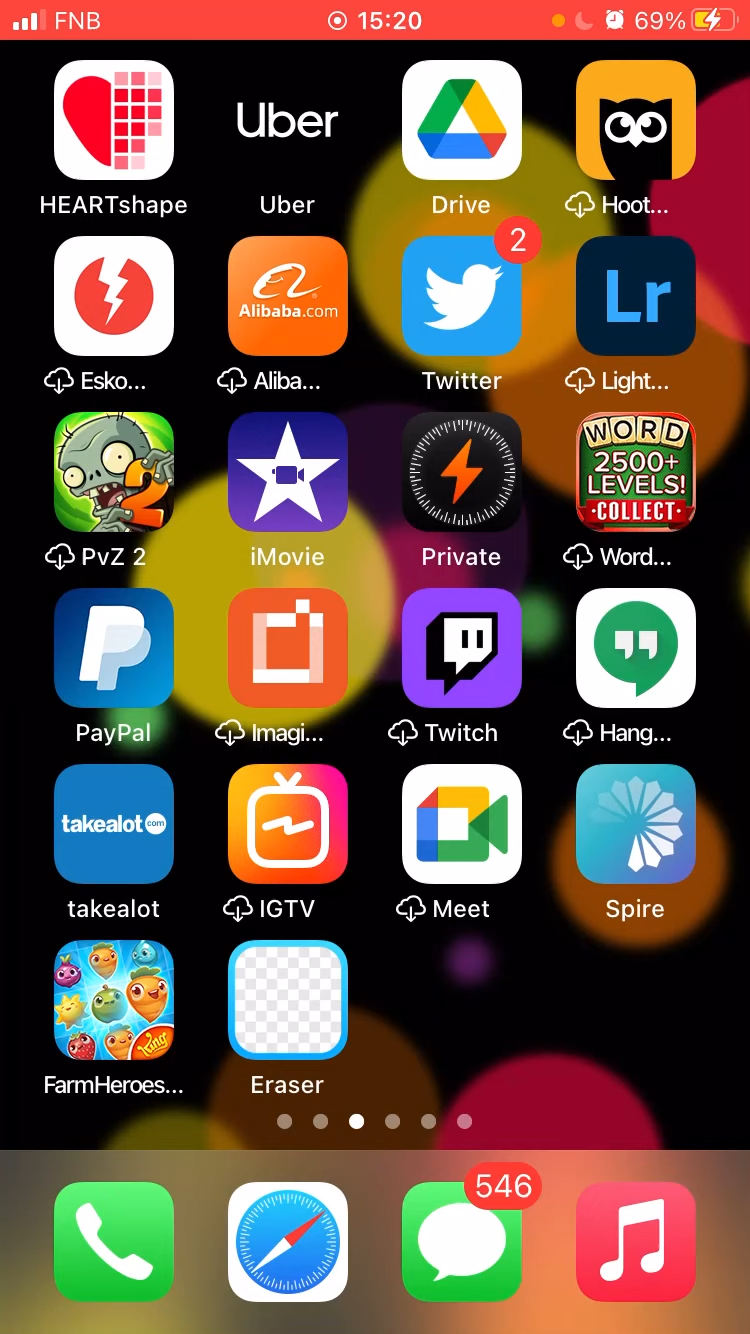 FNB 15:20 69%
Uber
HEARTshape Uber Drive Hoot...
2
Alibaba.com Lr
Esko... Aliba... Twitter Light...
WORD
2500+
LEVELS!
2 COLLECT
PvZ 2 iMovie Private Word...
PayPal Imagi... Twitch Hang...
takealot com
takealot IGTV Meet Spire
King
FarmHeroes... Eraser
546